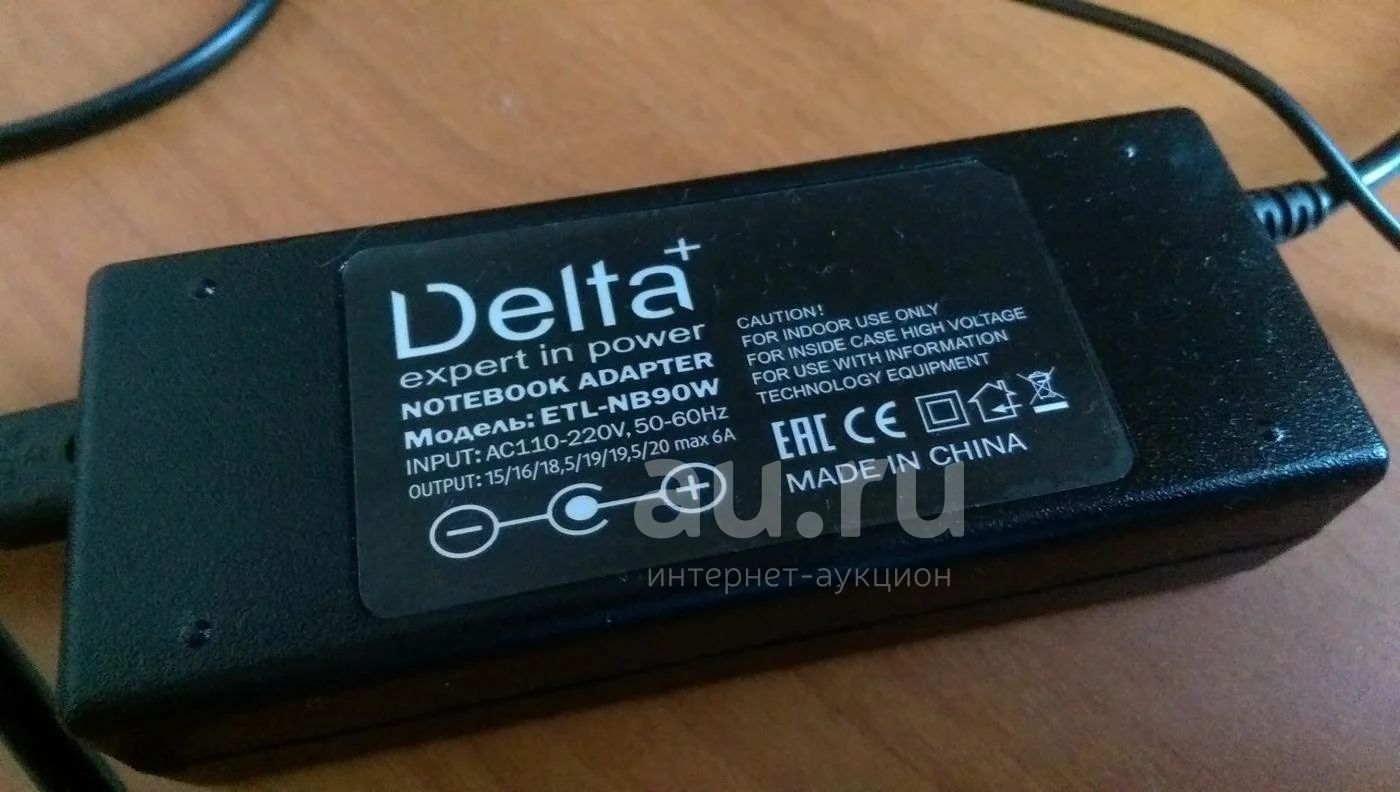 Delta+
expert in power
NOTEBOOK ADAPTER
Модель: ETL-NB90W
INPUT: AC110-220V, 50-60Hz
OUTPUT: 15/16/18,5/19/19,5/20 max 6A
CAUTION!
FOR INDOOR USE ONLY
FOR INSIDE CASE HIGH VOLTAGE
FOR USE WITH INFORMATION
TECHNOLOGY EQUIPMENT
EAC CE
MADE IN CHINA
au.ru
интернет-аукцион